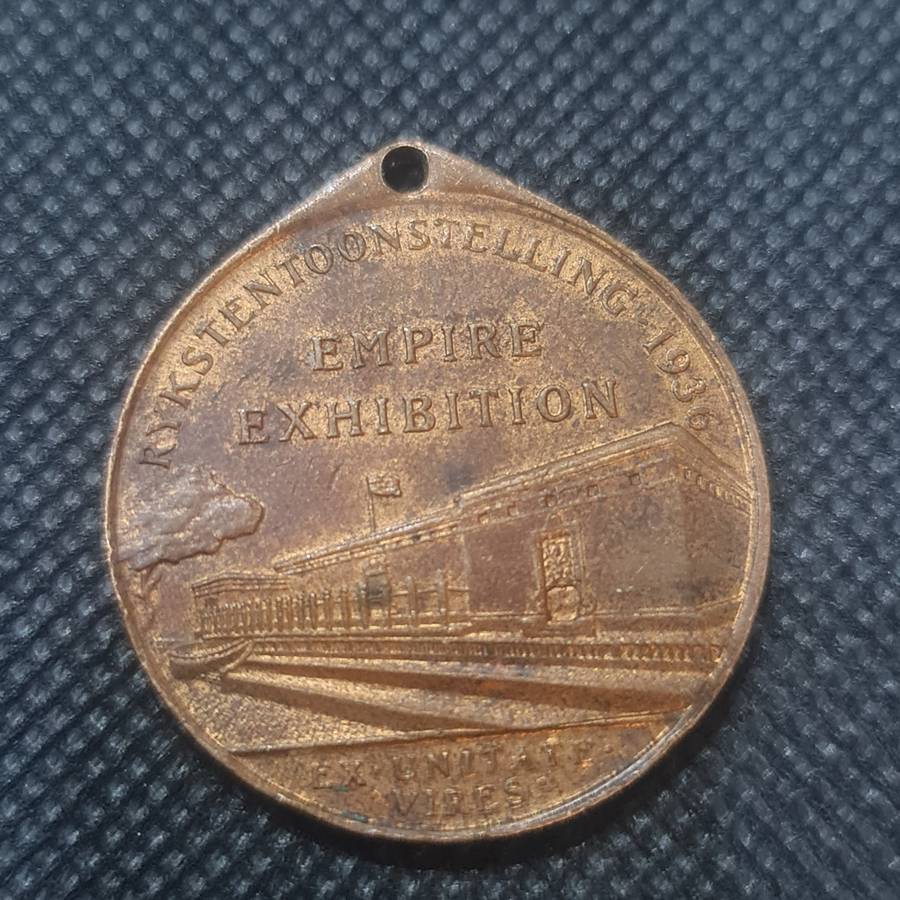 RYKSTENTOONSTELLING · 1936
EMPIRE
EXHIBITION
EX · UNITATE ·
VIRES